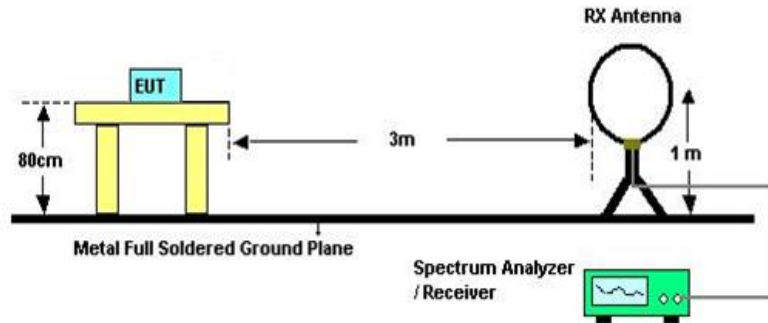 RX Antenna
EUT
80cm
3m
1 m
Metal Full Soldered Ground Plane
Spectrum Analyzer
/ Receiver